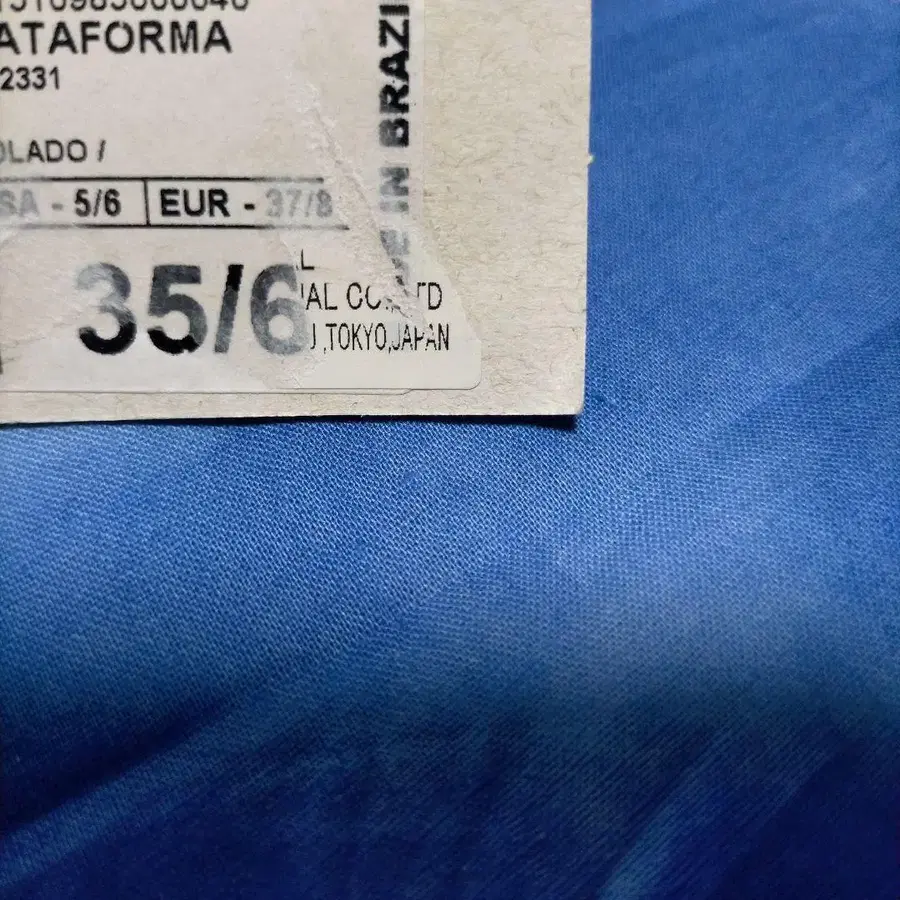 ATAFORMA
2331
OLADO /
SA - 5/6 EUR - 37/8
35/6
IAL CO., LTD
,TOKYO,JAPAN
IN BRAZI